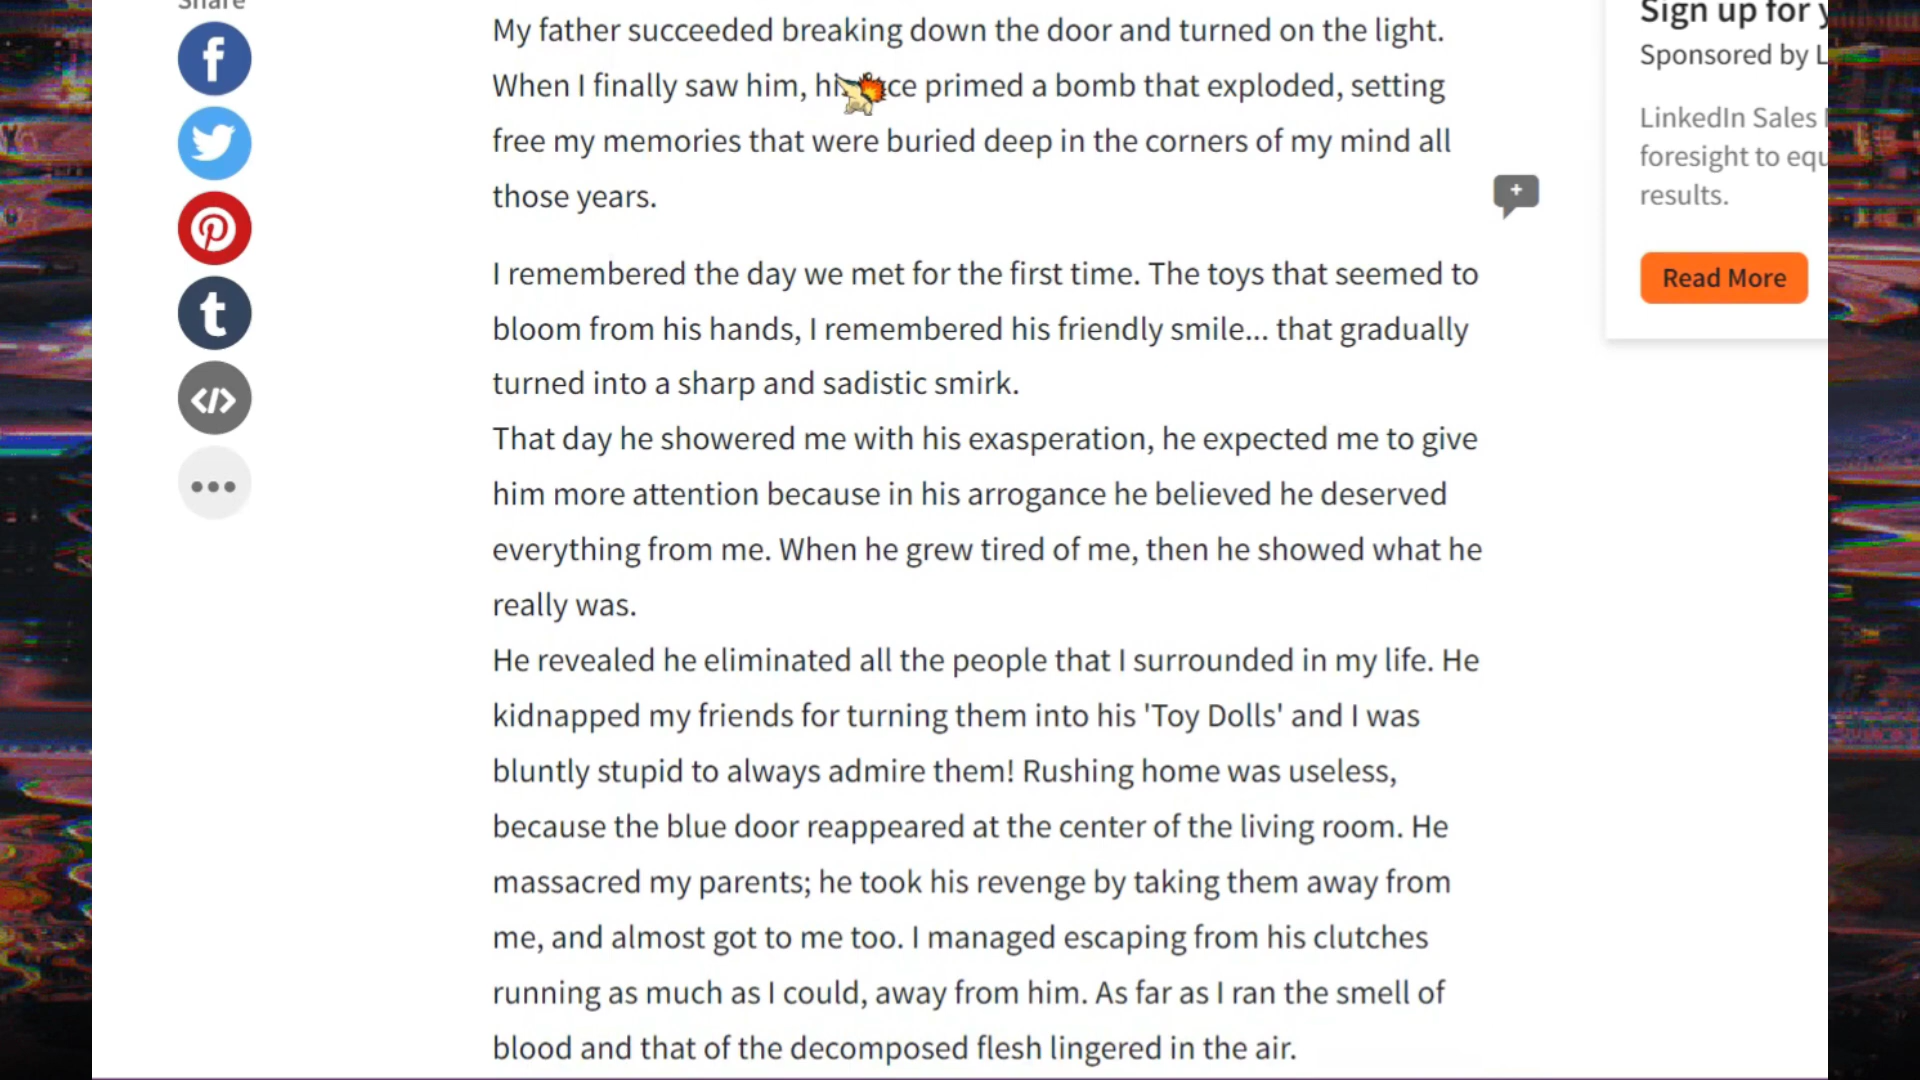 Share
My father succeeded breaking down the door and turned on the light.
When I finally saw him, hi ce primed a bomb that exploded, setting
free my memories that were buried deep in the corners of my mind all
those years.
I remembered the day we met for the first time. The toys that seemed to
bloom from his hands, I remembered his friendly smile... that gradually
turned into a sharp and sadistic smirk.
That day he showered me with his exasperation, he expected me to give
him more attention because in his arrogance he believed he deserved
everything from me. When he grew tired of me, then he showed what he
really was.
He revealed he eliminated all the people that I surrounded in my life. He
kidnapped my friends for turning them into his 'Toy Dolls' and I was
bluntly stupid to always admire them! Rushing home was useless,
because the blue door reappeared at the center of the living room. He
massacred my parents; he took his revenge by taking them away from
me, and almost got to me too. I managed escaping from his clutches
running as much as I could, away from him. As far as I ran the smell of
blood and that of the decomposed flesh lingered in the air.
Sign up for
Sponsored by L
LinkedIn Sales
foresight to equ
results.
Read More